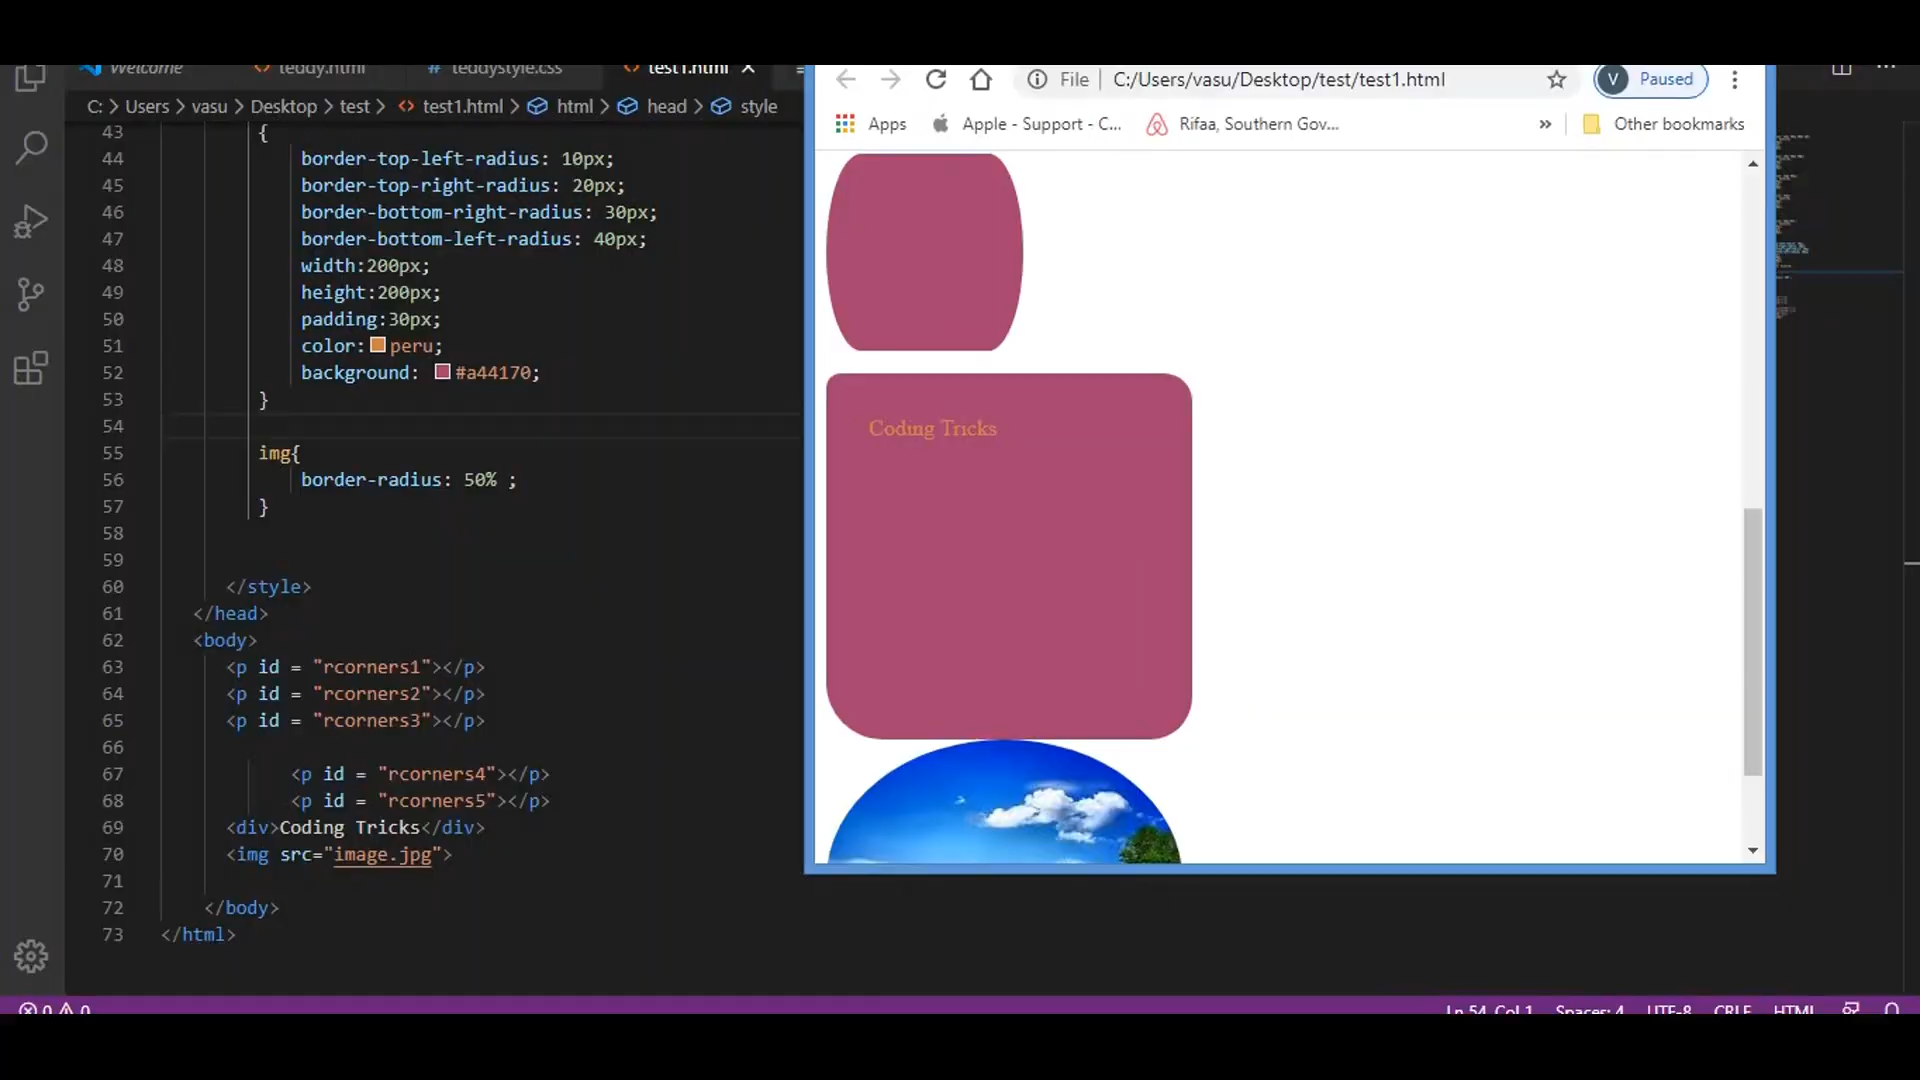 Welcome
teddy.html
teddystyle.css
test1.html
C: > Users > vasu > Desktop > test > test1.html > html > head > style
43 {
44 border-top-left-radius: 10px;
45 border-top-right-radius: 20px;
46 border-bottom-right-radius: 30px;
47 border-bottom-left-radius: 40px;
48 width:200px;
49 height:200px;
50 padding:30px;
51 color: peru;
52 background: #a44170;
53 }
54
55 img{
56 border-radius: 50% ;
57 }
58
59
60 </style>
61 </head>
62 <body>
63 <p id = "rcorners1"></p>
64 <p id = "rcorners2"></p>
65 <p id = "rcorners3"></p>
66
67 <p id = "rcorners4"></p>
68 <p id = "rcorners5"></p>
69 <div>Coding Tricks</div>
70 <img src="image.jpg">
71
72 </body>
73 </html>
File | C:/Users/vasu/Desktop/test/test1.html
V Paused
Apps
Apple - Support - C...
Rifaa, Southern Gov...
»
Other bookmarks
Coding Tricks
0 0
Ln 54, Col 1
Spaces: 4
UTF-8
CRLF
HTML